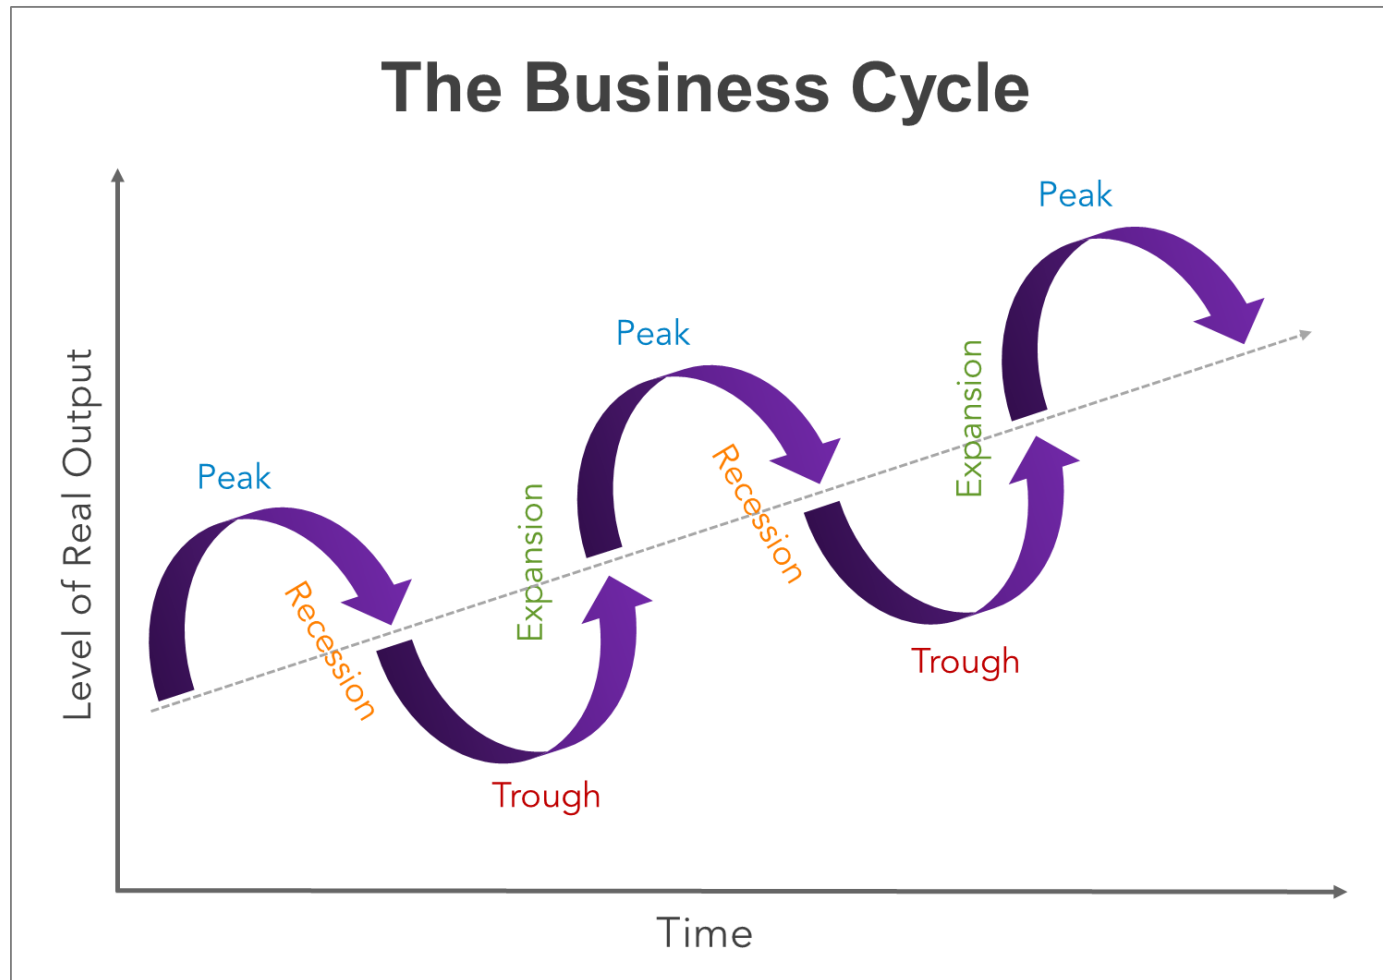 The Business Cycle
Peak
Peak
Peak
Expansion
Expansion
Recession
Recession
Trough
Trough
Level of Real Output
Time